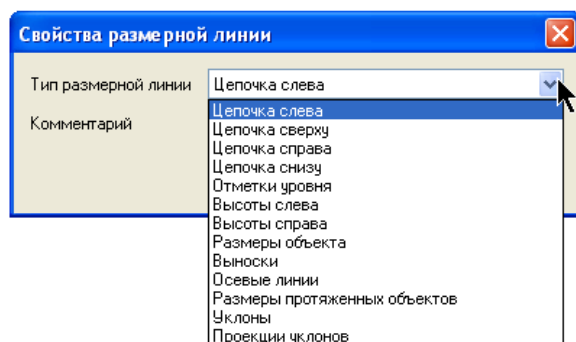 Свойства размерной линии
Тип размерной линии Цепочка слева
Комментарий
Цепочка слева
Цепочка сверху
Цепочка справа
Цепочка снизу
Отметки уровня
Высоты слева
Высоты справа
Размеры объекта
Выноски
Осевые линии
Размеры протяженных объектов
Уклоны
Проекции уклонов